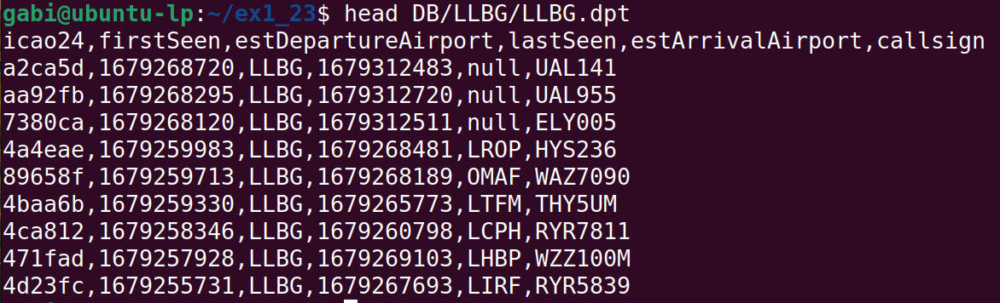 gabi@ubuntu-lp:~/ex1_23$ head DB/LLBG/LLBG.dpt
icao24,firstSeen,estDepartureAirport,lastSeen,estArrivalAirport,callsign
a2ca5d,1679268720,LLBG,1679312483,null,UAL141
aa92fb,1679268295,LLBG,1679312720,null,UAL955
7380ca,1679268120,LLBG,1679312511,null,ELY005
4a4eae,1679259983,LLBG,1679268481,LROP,HYS236
89658f,1679259713,LLBG,1679268189,OMAF,WAZ7090
4baa6b,1679259330,LLBG,1679265773,LTFM,THY5UM
4ca812,1679258346,LLBG,1679260798,LCPH,RYR7811
471fad,1679257928,LLBG,1679269103,LHBP,WZZ100M
4d23fc,1679255731,LLBG,1679267693,LIRF,RYR5839